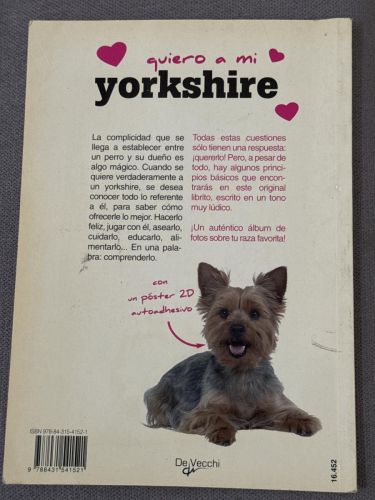 quiero a mi
yorkshire
La complicidad que se
llega a establecer entre
un perro y su dueño es
algo mágico. Cuando se
quiere verdaderamente a
un yorkshire, se desea
conocer todo lo referente
a él, para saber cómo
ofrecerle lo mejor. Hacerlo
feliz, jugar con él, asearlo,
cuidarlo, educarlo, ali-
mentarlo... En una pala-
bra: comprenderlo.
Todas estas cuestiones
sólo tienen una respuesta:
¡quererlo! Pero, a pesar de
todo, hay algunos princi-
pios básicos que encon-
trarás en este original
librito, escrito en un tono
muy lúdico.
¡Un auténtico álbum de
fotos sobre tu raza favorita!
con
un póster 2D
autoadhesivo
ISBN 978-84-315-4152-1
9 788431 541521
De Vecchi
16.452